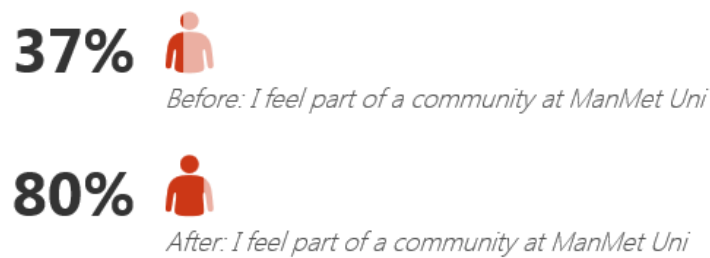 37%
Before: I feel part of a community at ManMet Uni
80%
After: I feel part of a community at ManMet Uni